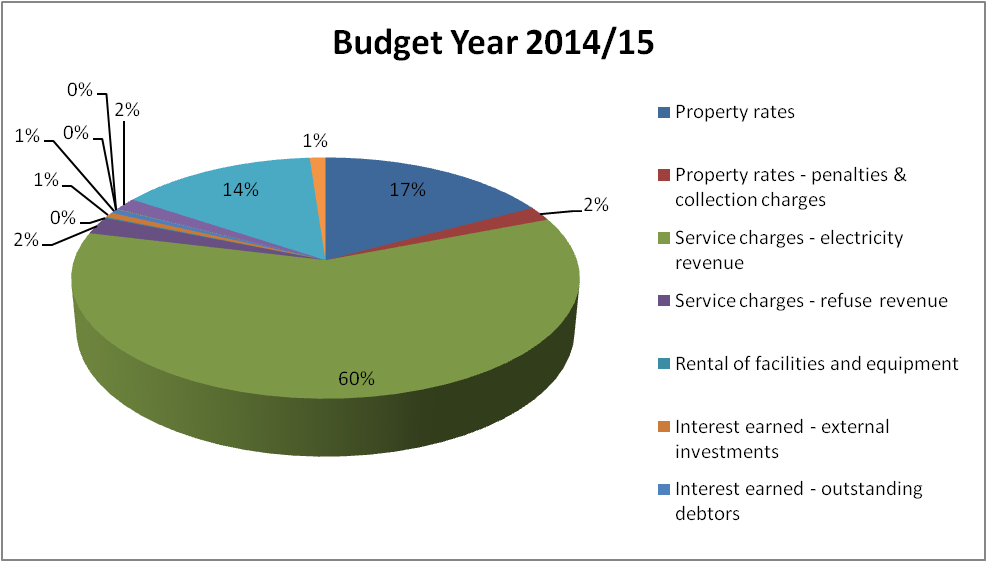 Budget Year 2014/15
0%
2%
1%
0%
1%
0%
2%
14%
1%
17%
2%
60%
Property rates
Property rates - penalties &
collection charges
Service charges - electricity
revenue
Service charges - refuse revenue
Rental of facilities and equipment
Interest earned - external
investments
Interest earned - outstanding
debtors